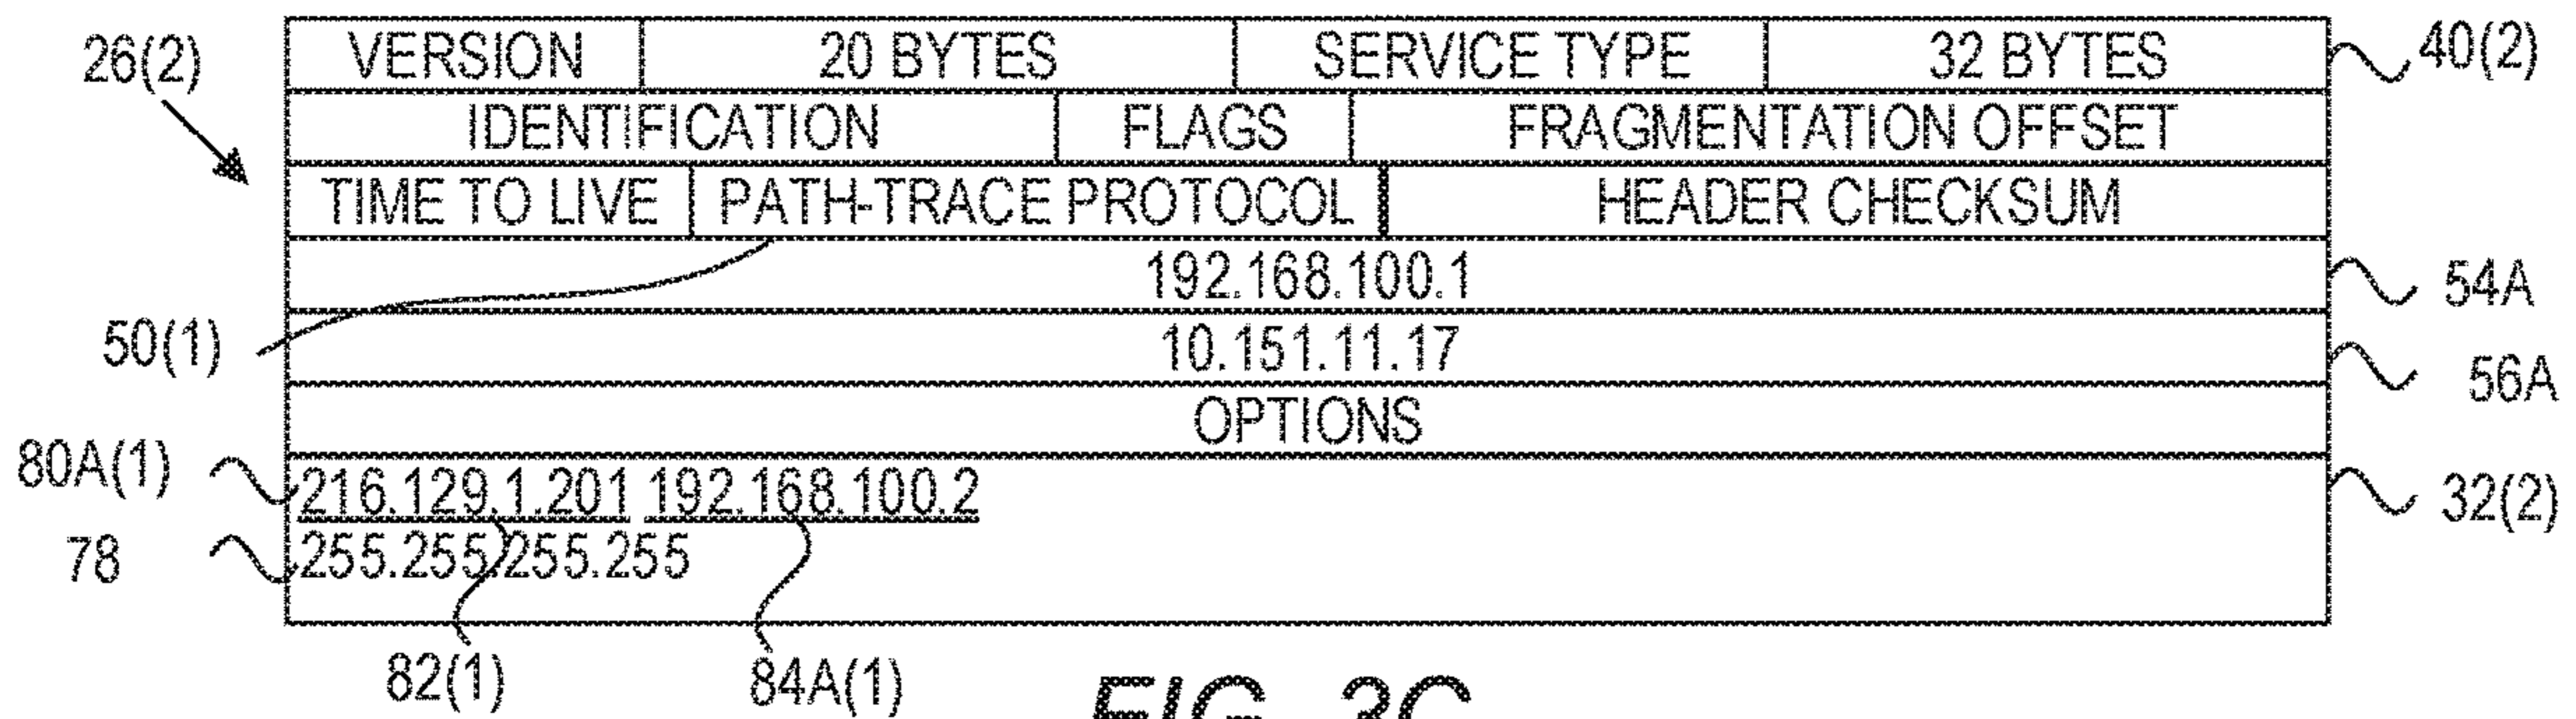 26(2) VERSION 20 BYTES SERVICE TYPE 32 BYTES 40(2)
IDENTIFICATION FLAGS FRAGMENTATION OFFSET
TIME TO LIVE PATH-TRACE PROTOCOL HEADER CHECKSUM
192.168.100.1 54A
50(1) 10.151.11.17 56A
OPTIONS
80A(1) 216.129.1.201 192.168.100.2 32(2)
78 255.255.255.255
82(1) 84A(1) FIG. 3C